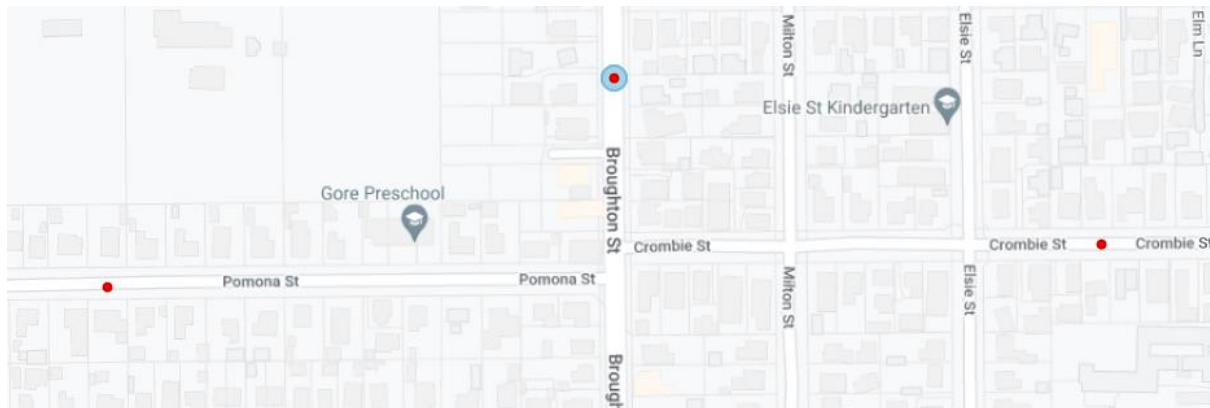 Milton St
Elsie St
Elm Ln
Elsie St Kindergarten
Broughton St
Gore Preschool
Crombie St
Crombie St
Crombie St
Pomona St
Pomona St
Milton St
Elsie St
Brough